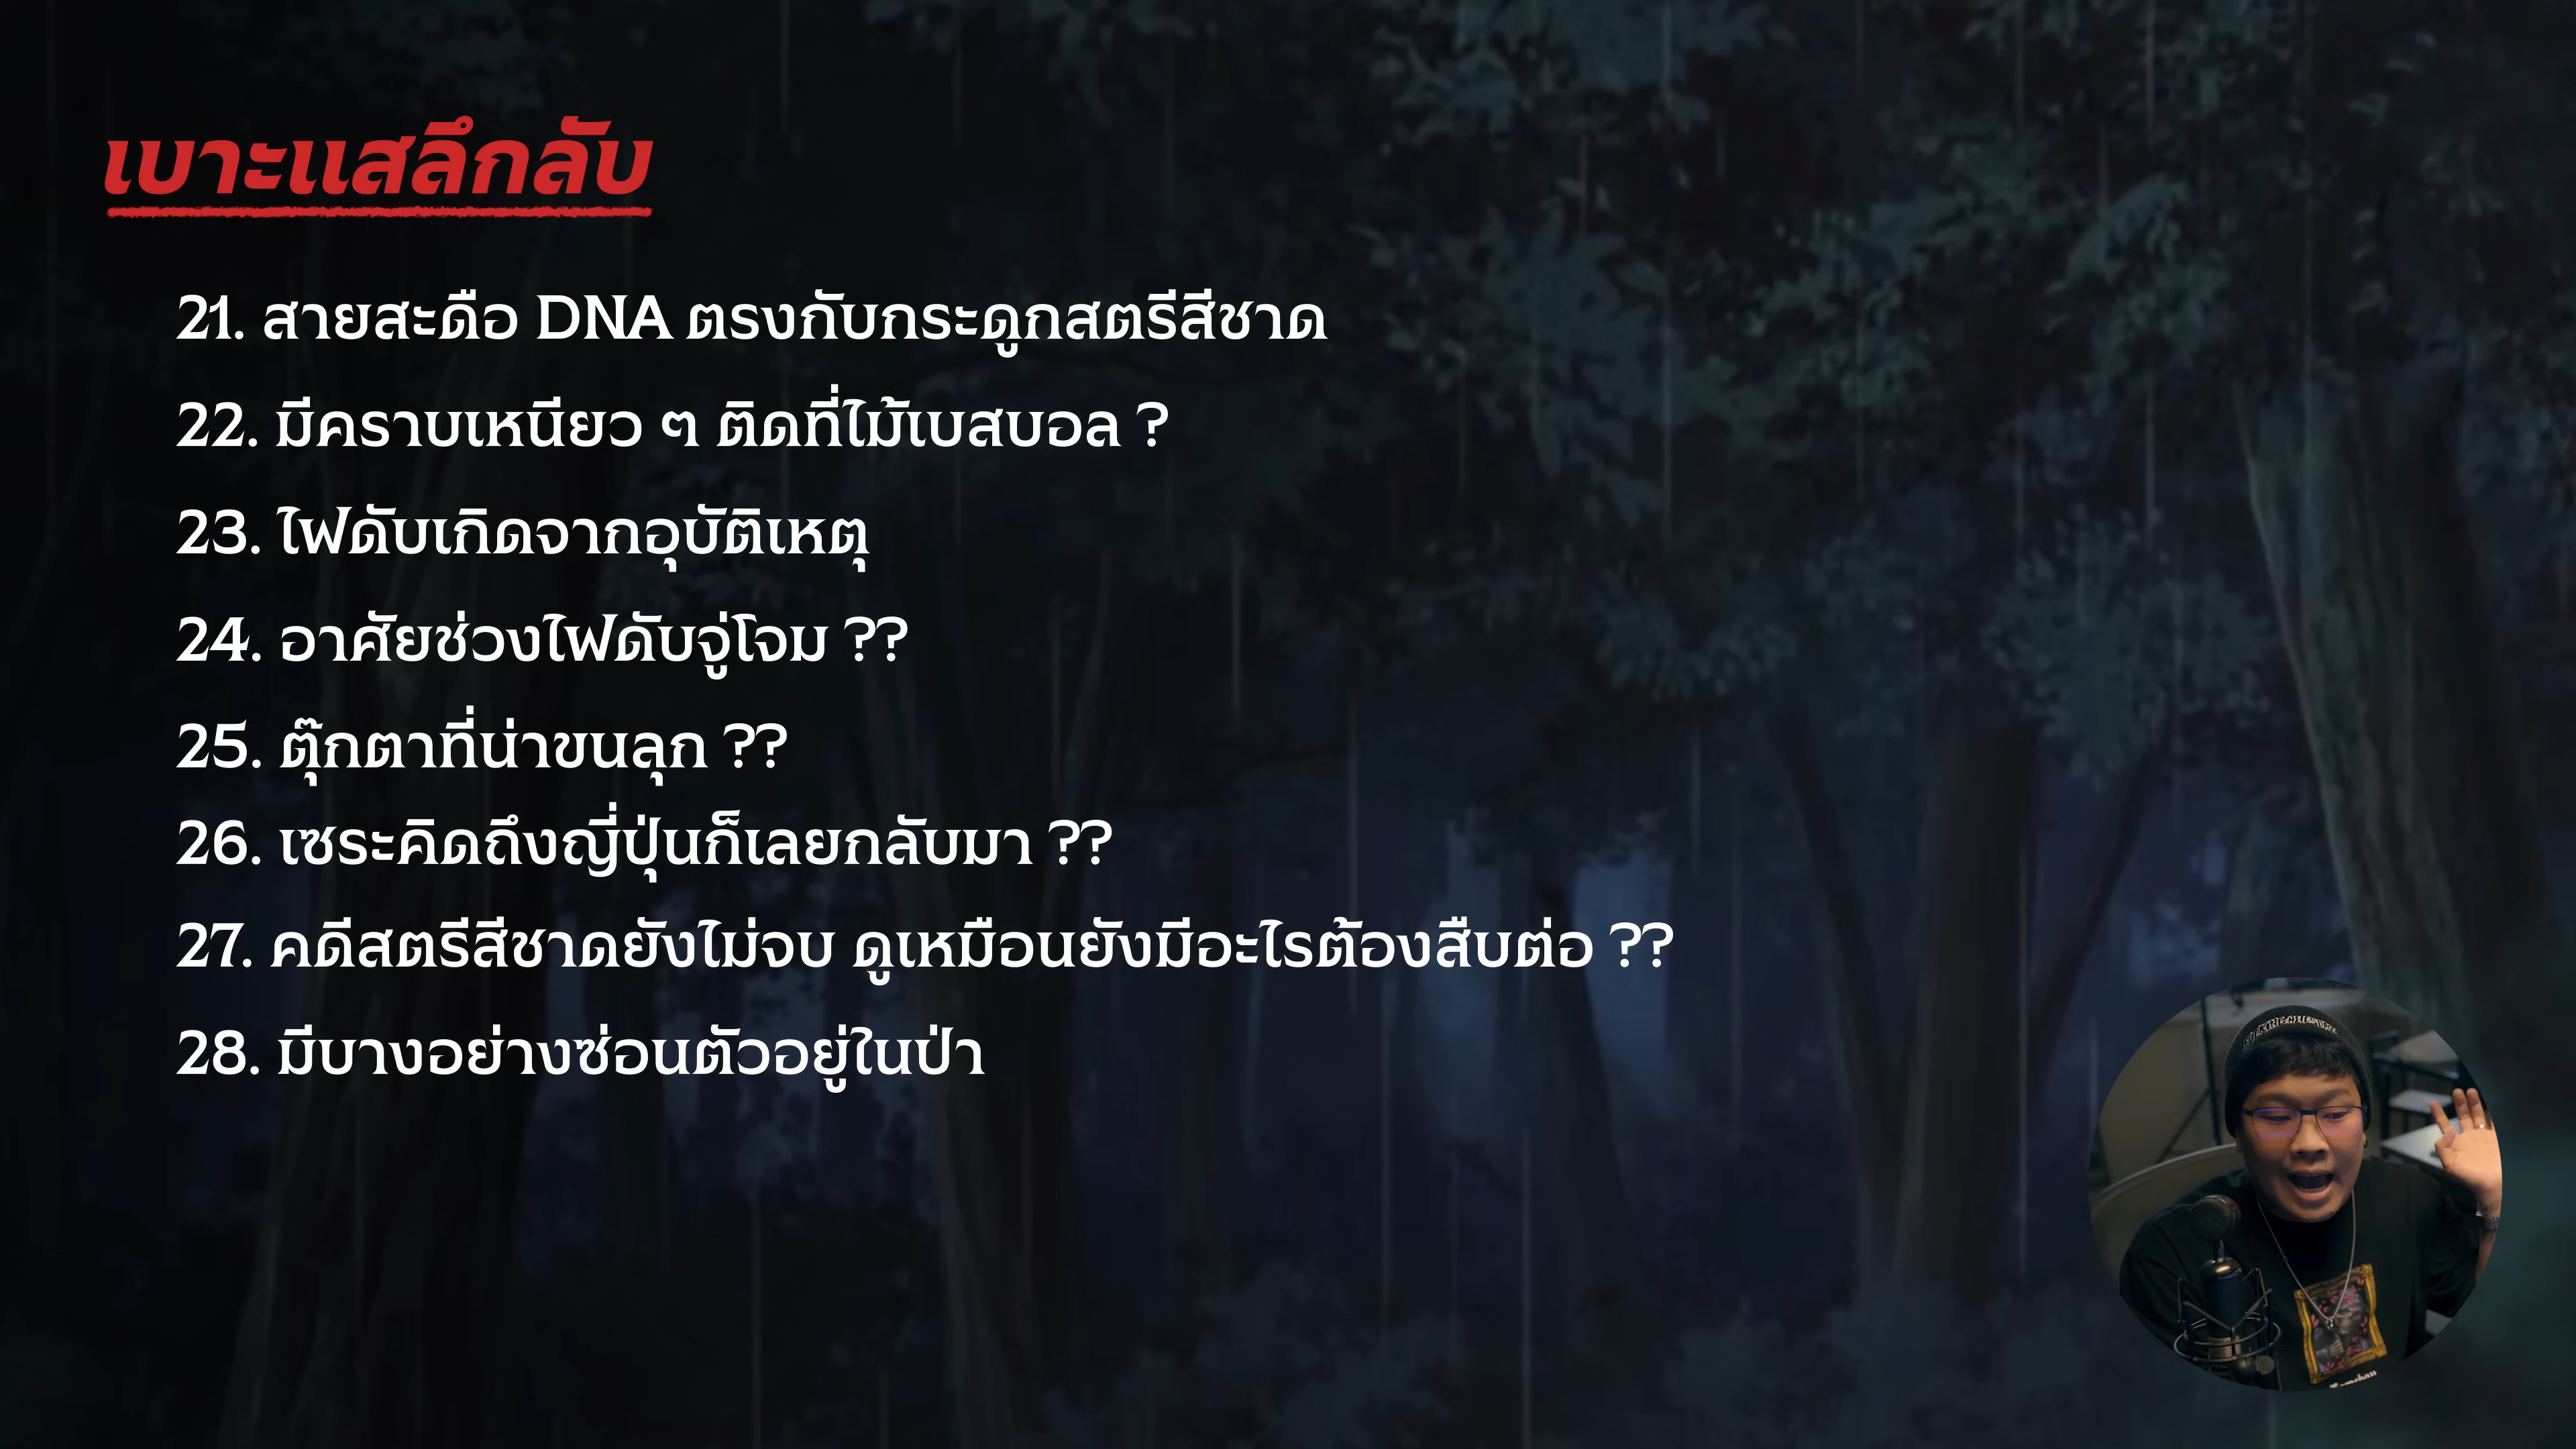 เบาะแสลึกลับ
21. สายสะดือ DNA ตรงกับกระดูกสตรีสีชาด
22. มีคราบเหนียว ๆ ติดที่ไม้เบสบอล ?
23. ไฟดับเกิดจากอุบัติเหตุ
24. อาศัยช่วงไฟดับจู่โจม ??
25. ตุ๊กตาที่น่าขนลุก ??
26. เซระคิดถึงญี่ปุ่นก็เลยกลับมา ??
27. คดีสตรีสีชาดยังไม่จบ ดูเหมือนยังมีอะไรต้องสืบต่อ ??
28. มีบางอย่างซ่อนตัวอยู่ในป่า